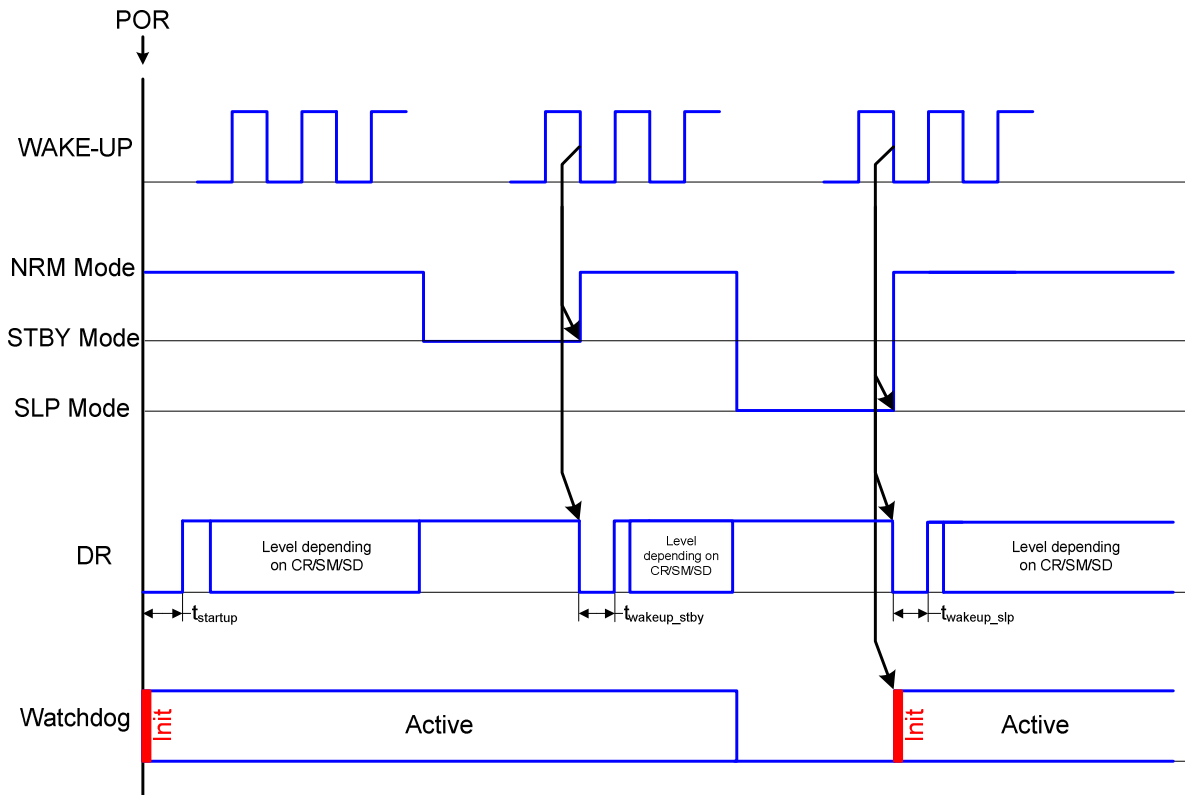 POR
WAKE-UP
NRM Mode
STBY Mode
SLP Mode
DR
Level depending
on CR/SM/SD
Level
depending on
CR/SM/SD
Level depending
on CR/SM/SD
tstartup
twakeup_stby
twakeup_slp
Watchdog
Init
Active
Init
Active